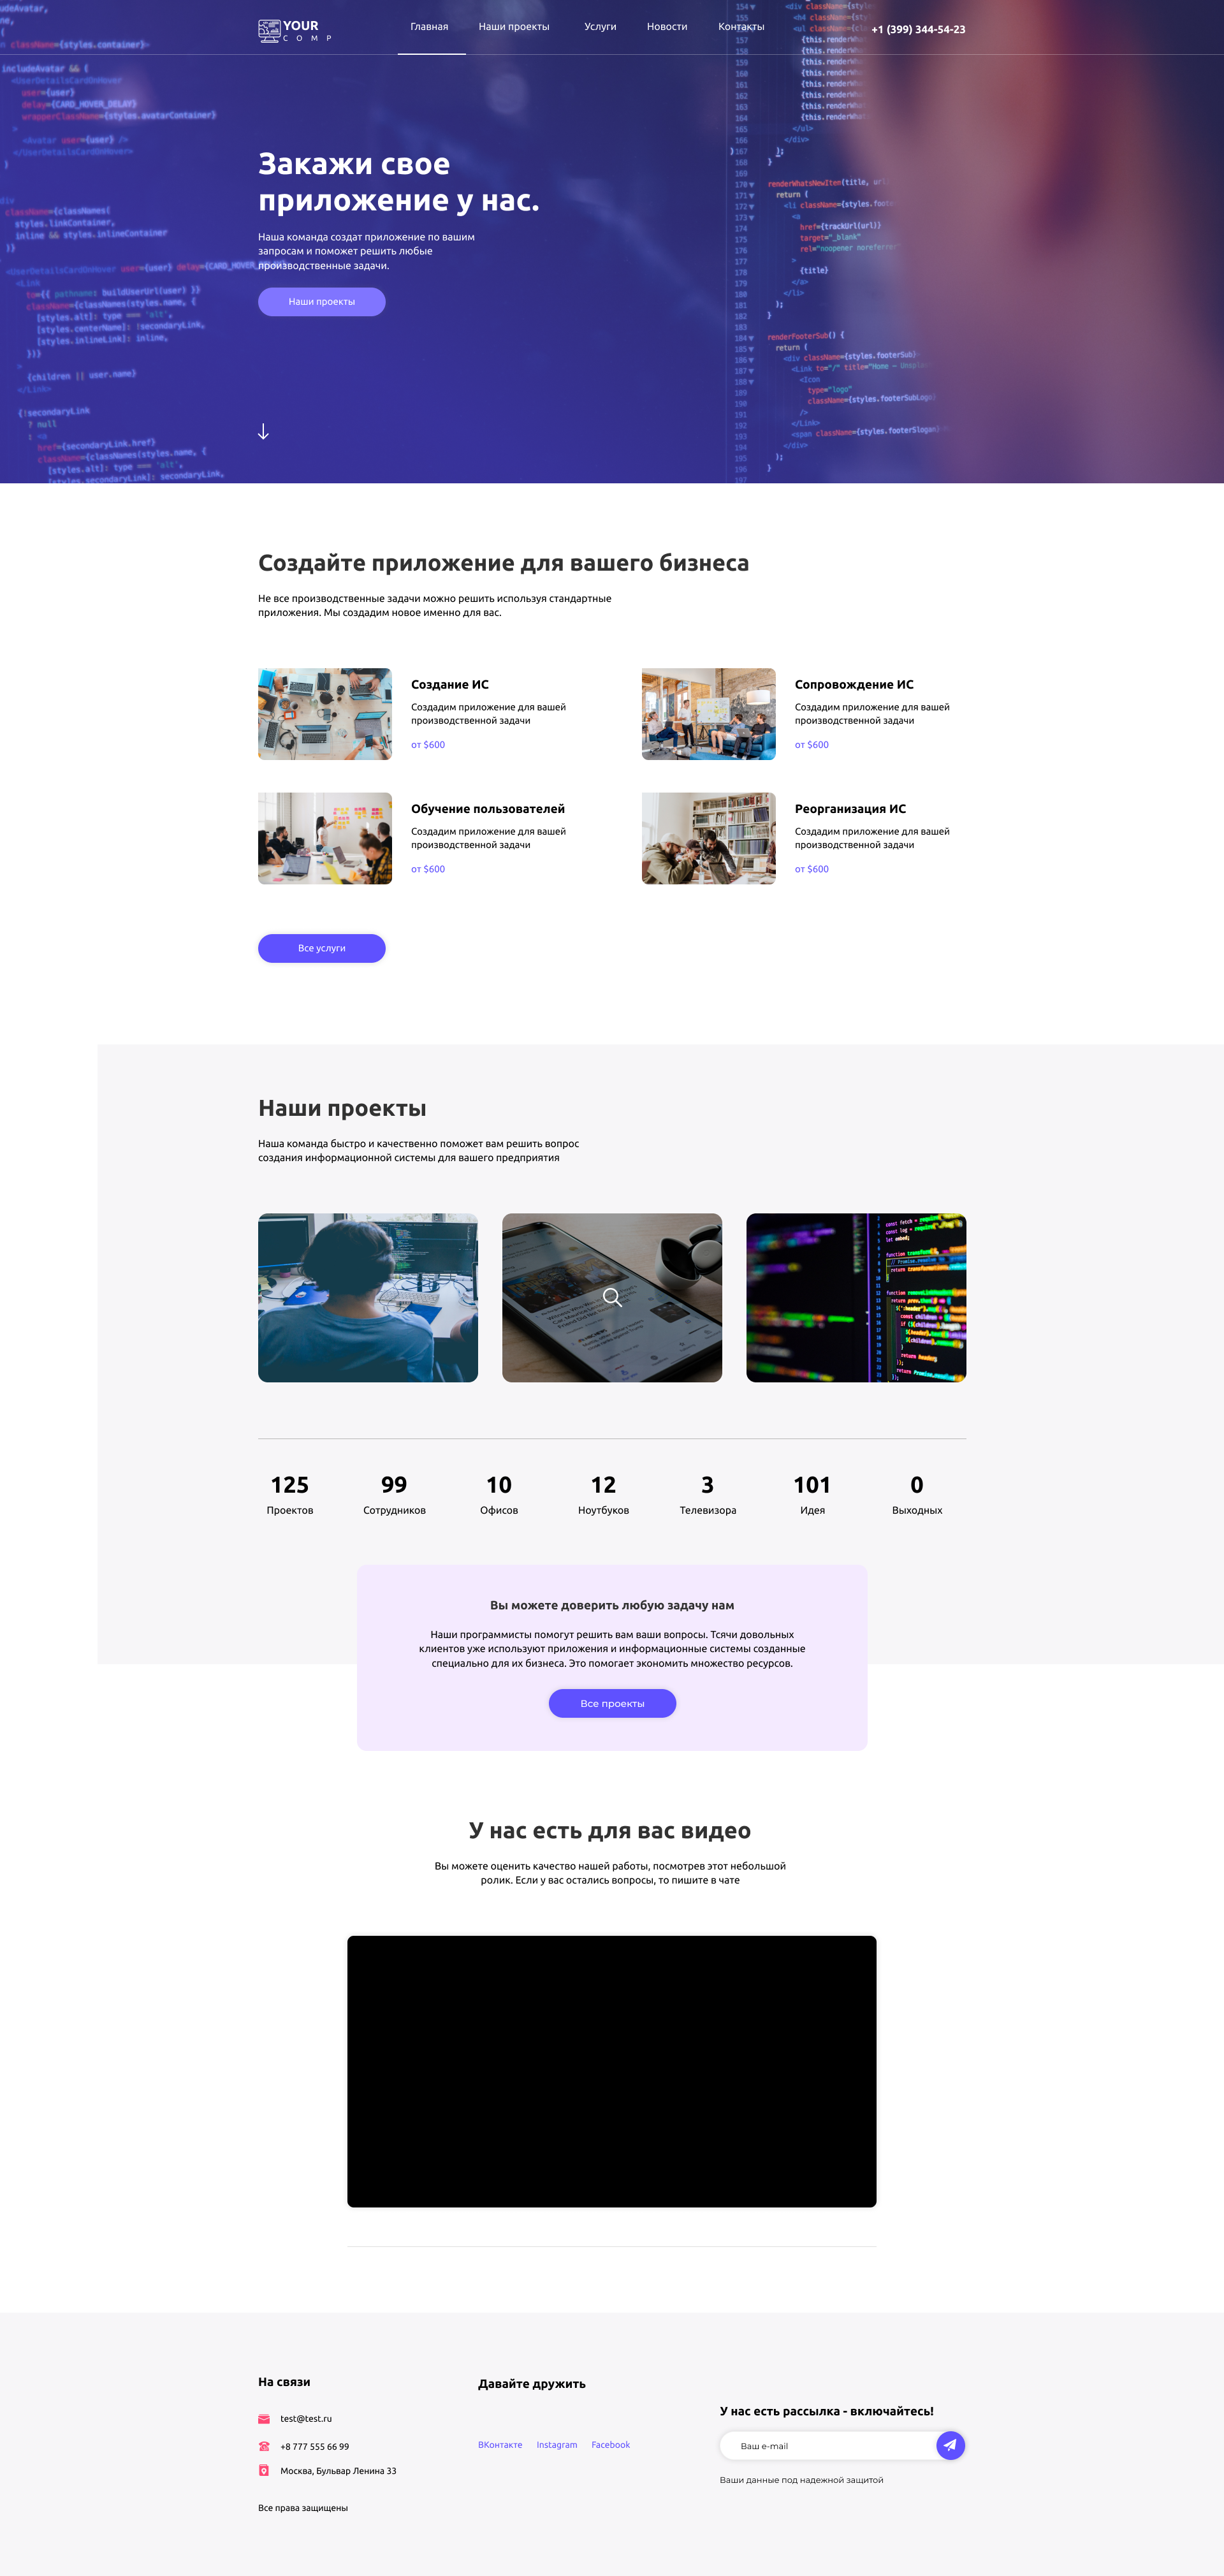 YOUR
COMP
Главная
Наши проекты
Услуги
Новости
Контакты
+1 (399) 344-54-23
Закажи свое
приложение у нас.
Наша команда создат приложение по вашим
запросам и поможет решить любые
производственные задачи.
Наши проекты
Создайте приложение для вашего бизнеса
Не все производственные задачи можно решить используя стандартные
приложения. Мы создадим новое именно для вас.
Создание ИС
Создадим приложение для вашей
производственной задачи
от $600
Сопровождение ИС
Создадим приложение для вашей
производственной задачи
от $600
Обучение пользователей
Создадим приложение для вашей
производственной задачи
от $600
Реорганизация ИС
Создадим приложение для вашей
производственной задачи
от $600
Все услуги
Наши проекты
Наша команда быстро и качественно поможет вам решить вопрос
создания информационной системы для вашего предприятия
125
Проектов
99
Сотрудников
10
Офисов
12
Ноутбуков
3
Телевизора
101
Идея
0
Выходных
Вы можете доверить любую задачу нам
Наши программисты помогут решить вам ваши вопросы. Тсячи довольных
клиентов уже используют приложения и информационные системы созданные
специально для их бизнеса. Это помогает экономить множество ресурсов.
Все проекты
У нас есть для вас видео
Вы можете оценить качество нашей работы, посмотрев этот небольшой
ролик. Если у вас остались вопросы, то пишите в чате
На связи
test@test.ru
+8 777 555 66 99
Москва, Бульвар Ленина 33
Все права защищены
Давайте дружить
ВКонтакте
Instagram
Facebook
У нас есть рассылка - включайтесь!
Ваш e-mail
Ваши данные под надежной защитой